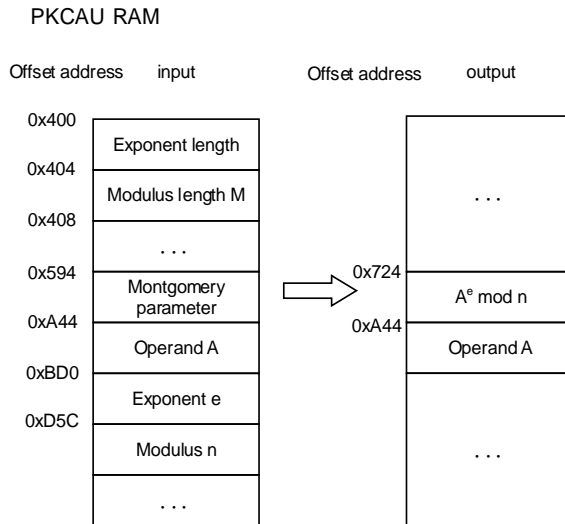 PKCAU RAM
Offset address input Offset address output
0x400
Exponent length
0x404
Modulus length M
0x408
...
0x594
Montgomery
parameter
0xA44
Operand A
0xBD0
Exponent e
0xD5C
Modulus n
...
...
0x724
Aᵉ mod n
0xA44
Operand A
...